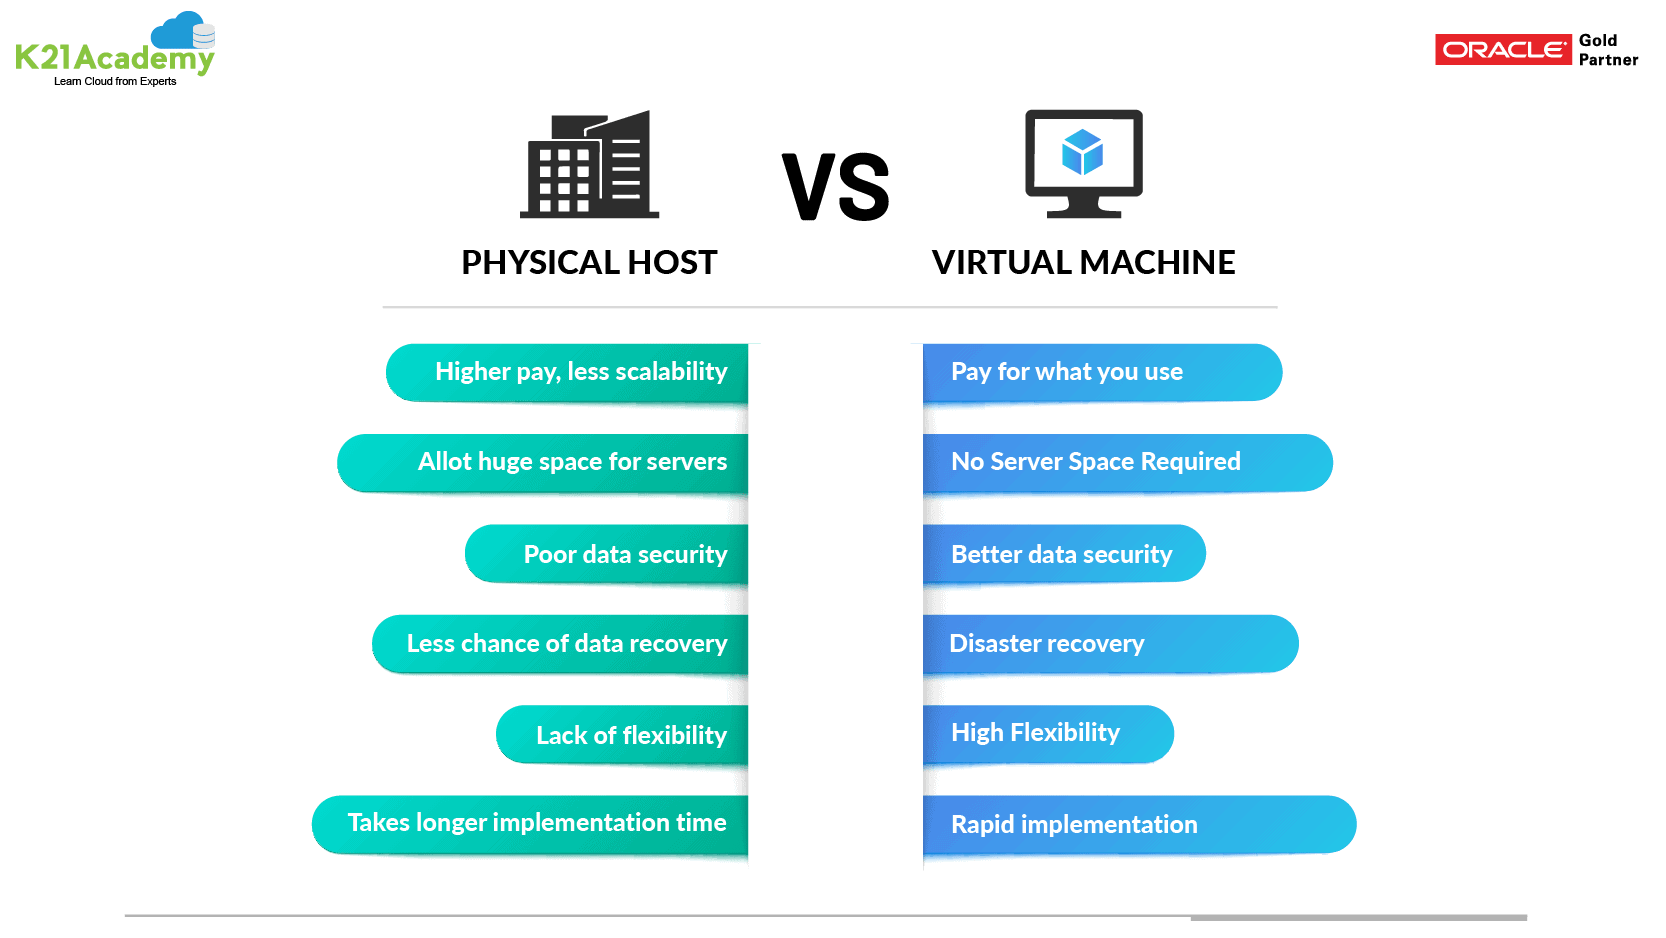 K21Academy
Learn Cloud from Experts
ORACLE
Gold
Partner
VS
PHYSICAL HOST
VIRTUAL MACHINE
Higher pay, less scalability
Pay for what you use
Allot huge space for servers
No Server Space Required
Poor data security
Better data security
Less chance of data recovery
Disaster recovery
Lack of flexibility
High Flexibility
Takes longer implementation time
Rapid implementation